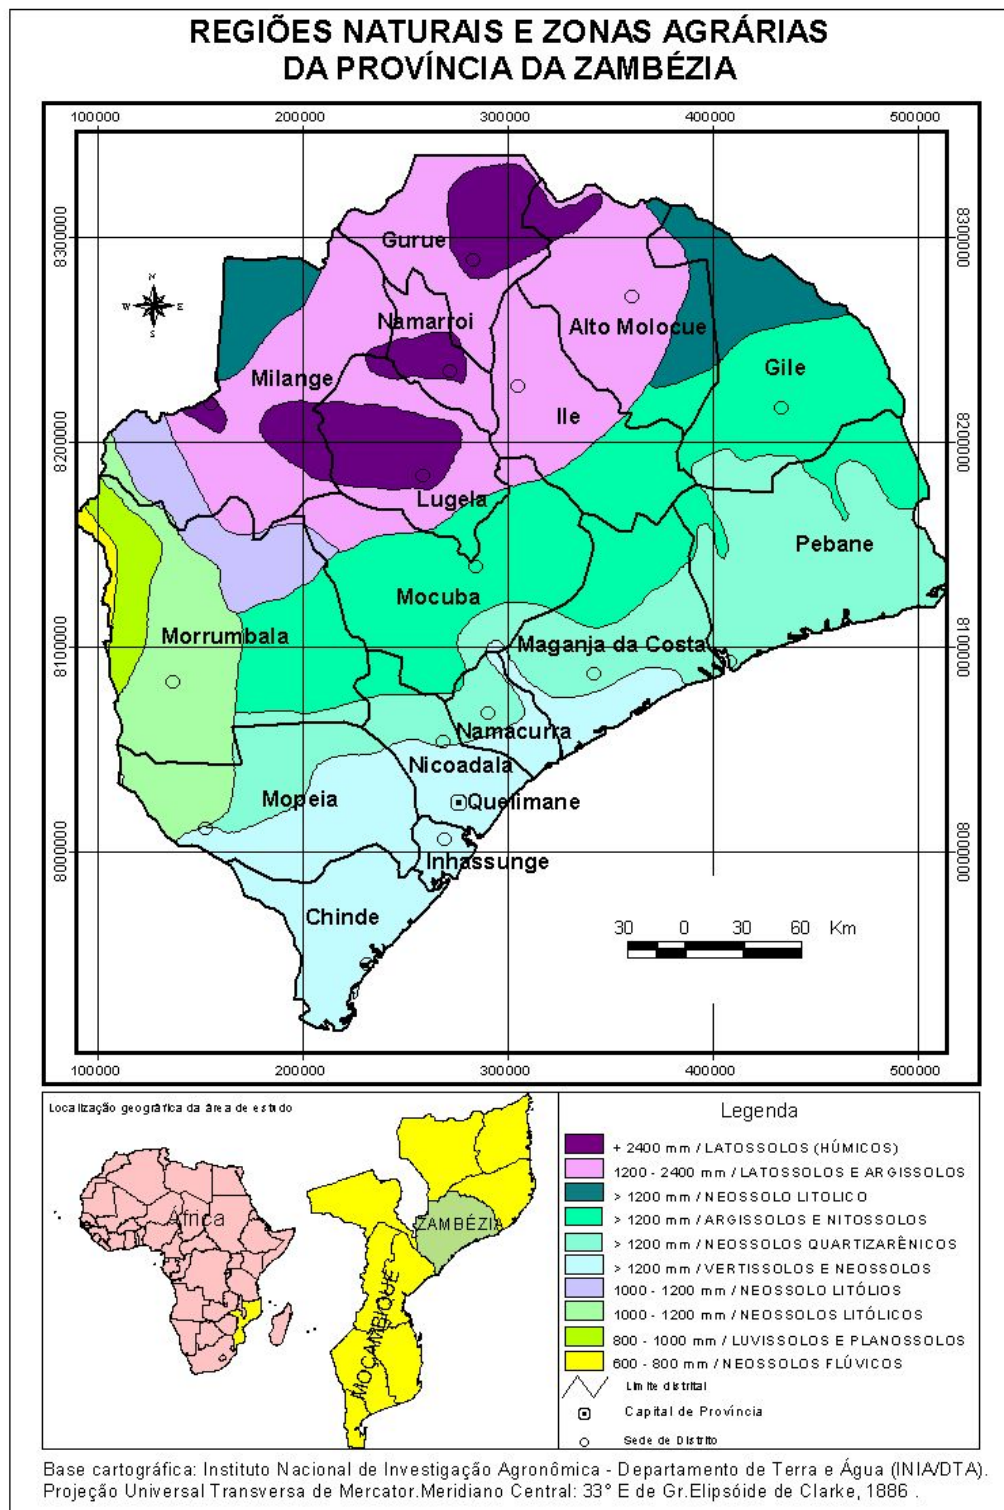 REGIÕES NATURAIS E ZONAS AGRÁRIAS
DA PROVÍNCIA DA ZAMBÉZIA
100000 200000 300000 400000 500000
8300000 8300000
Gurue
Namarroi
Alto Molocue
N
W E
S
Milange
Gile
Ile
8200000 8200000
Lugela
Pebane
Mocuba
Morrumbala
Maganja da Costa
8100000 8100000
Namacurra
Nicoadala
Mopeia
Quelimane
8000000 8000000
Inhassunge
Chinde
30 0 30 60 Km
100000 200000 300000 400000 500000
Localização geográfica da área de estudo
África
ZAMBÉZIA
MOÇAMBIQUE
Legenda
+ 2400 mm / LATOSSOLOS (HÚMICOS)
1200 - 2400 mm / LATOSSOLOS E ARGISSOLOS
> 1200 mm / NEOSSOLO LITOLICO
> 1200 mm / ARGISSOLOS E NITOSSOLOS
> 1200 mm / NEOSSOLOS QUARTIZARÊNICOS
> 1200 mm / VERTISSOLOS E NEOSSOLOS
1000 - 1200 mm / NEOSSOLO LITÓLIOS
1000 - 1200 mm / NEOSSOLOS LITÓLICOS
800 - 1000 mm / LUVISSOLOS E PLANOSSOLOS
600 - 800 mm / NEOSSOLOS FLÚVICOS
Limite distrital
Capital de Província
Sede de Distrito
Base cartográfica: Instituto Nacional de Investigação Agronômica - Departamento de Terra e Água (INIA/DTA).
Projeção Universal Transversa de Mercator.Meridiano Central: 33° E de Gr.Elipsóide de Clarke, 1886 .